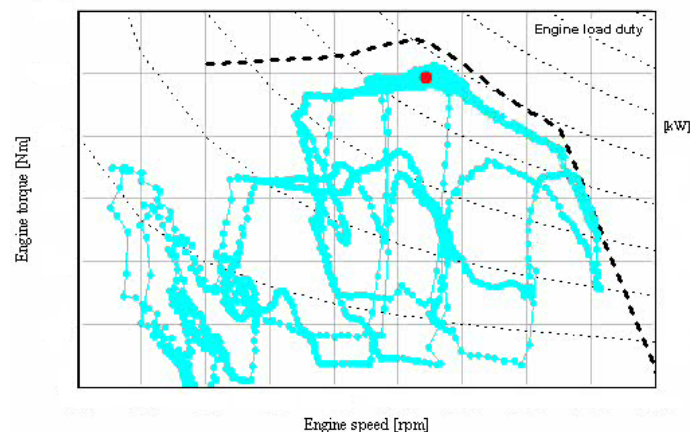 Engine load duty
[kW]
Engine torque [Nm]
Engine speed [rpm]